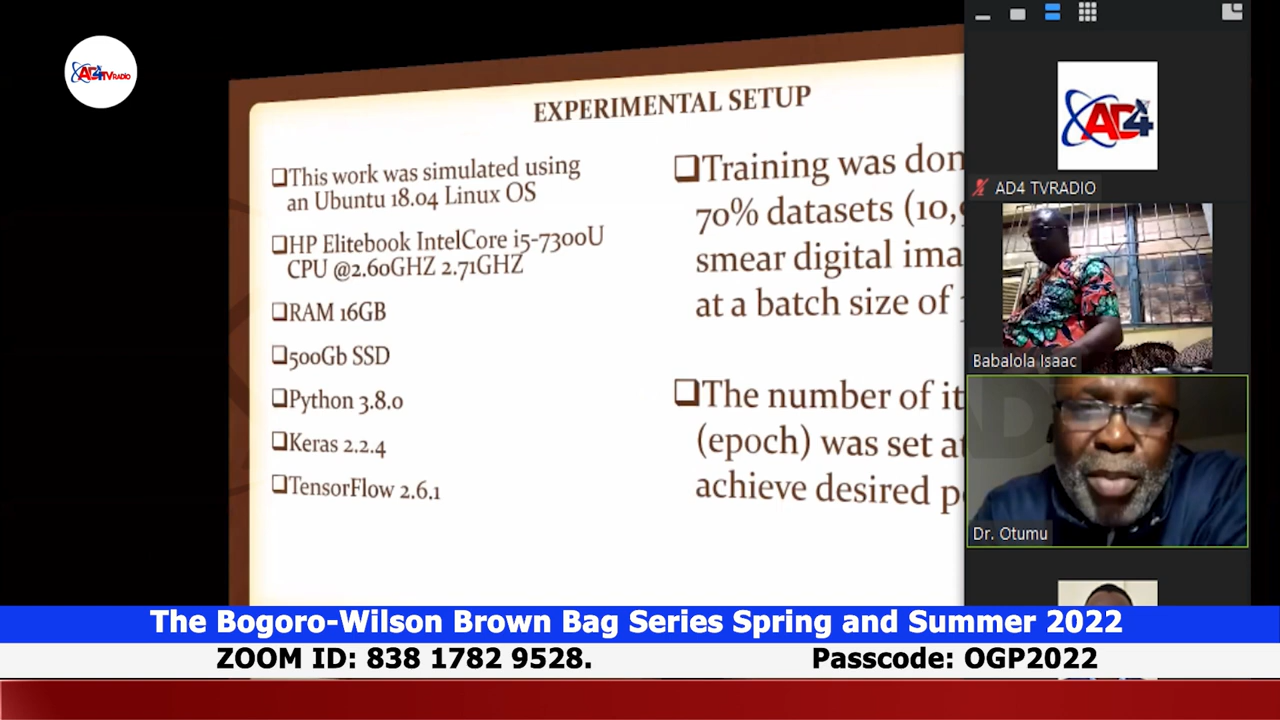 AD4TVRADIO
EXPERIMENTAL SETUP
❑This work was simulated using
an Ubuntu 18.04 Linux OS
❑HP Elitebook IntelCore i5-7300U
CPU @2.60GHZ 2.71GHZ
❑RAM 16GB
❑500Gb SSD
❑Python 3.8.0
❑Keras 2.2.4
❑TensorFlow 2.6.1
❑Training was don
70% datasets (10,
smear digital ima
at a batch size of
❑The number of it
(epoch) was set at
achieve desired p
AD4
AD4 TVRADIO
Babalola Isaac
Dr. Otumu
The Bogoro-Wilson Brown Bag Series Spring and Summer 2022
ZOOM ID: 838 1782 9528. Passcode: OGP2022